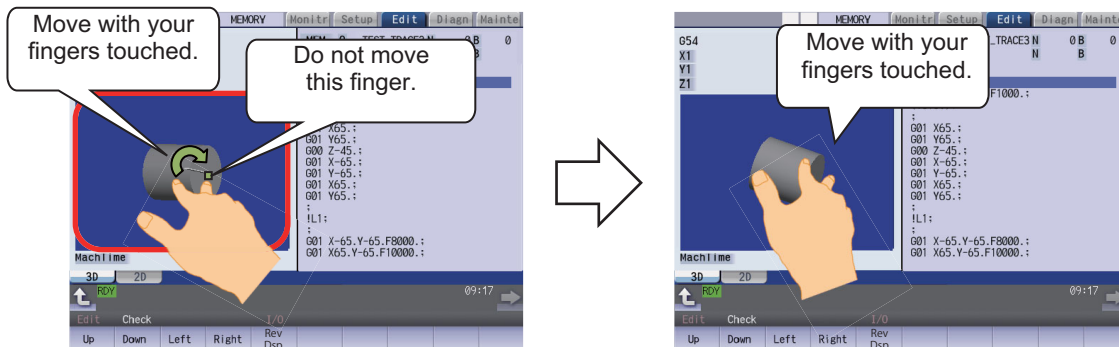 Move with your
fingers touched.
Do not move
this finger.
MEMORY Monitr Setup Edit Diagn Mainte
0 B 0
G01 X65.;
G01 Y65.;
G00 Z-45.;
G01 X-65.;
G01 Y-65.;
G01 X65.;
G01 Y65.;
;
!L1;
;
G01 X-65.Y-65.F8000.;
G01 X65.Y-65.F10000.;
MachTime
3D 2D
RDY
09:17
Edit Check I/O
Up Down Left Right Rev
Dsp
Move with your
fingers touched.
MEMORY Monitr Setup Edit Diagn Mainte
G54
X1
Y1
Z1
_TRACE3 N 0 B 0
N B
F1000.;
;
G01 X65.;
G01 Y65.;
G00 Z-45.;
G01 X-65.;
G01 Y-65.;
G01 X65.;
G01 Y65.;
;
!L1;
;
G01 X-65.Y-65.F8000.;
G01 X65.Y-65.F10000.;
MachTime
3D 2D
RDY
09:17
Edit Check I/O
Up Down Left Right Rev
Dsp